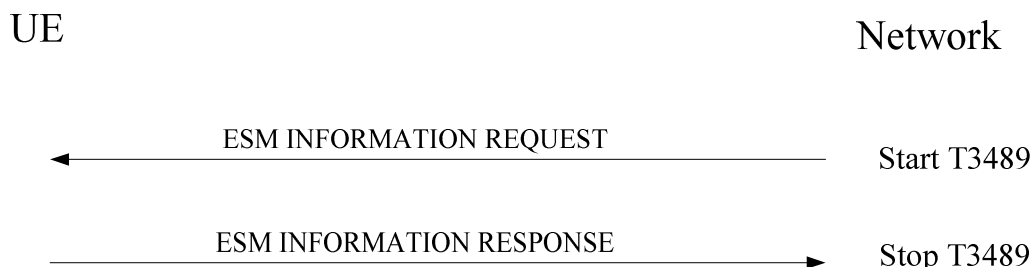 UE
Network
ESM INFORMATION REQUEST
Start T3489
ESM INFORMATION RESPONSE
Stop T3489